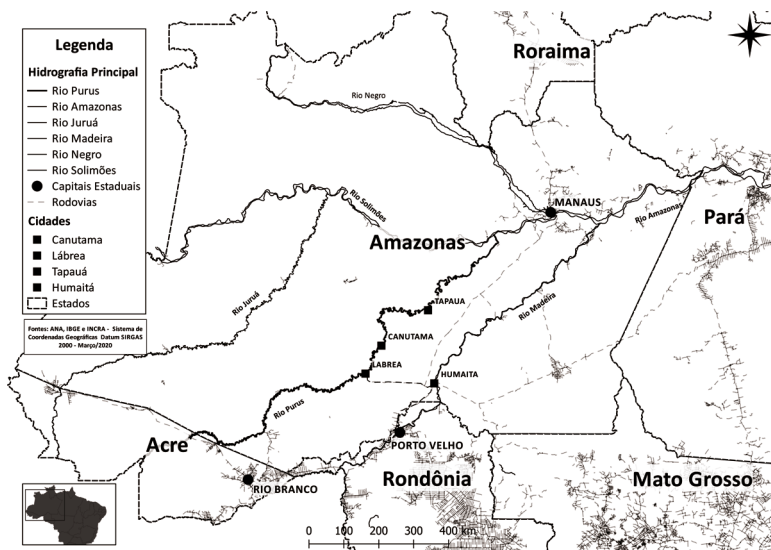 Legenda
Hidrografia Principal
Rio Purus
Rio Amazonas
Rio Juruá
Rio Madeira
Rio Negro
Rio Solimões
Capitais Estaduais
Rodovias
Cidades
Canutama
Lábrea
Tapauá
Humaitá
Estados
Fontes: ANA, IBGE e INCRA - Sistema de
Coordenadas Geográficas Datum SIRGAS
2000 - Março/2020
Roraima
Rio Negro
MANAUS
Rio Solimões
Rio Amazonas
Pará
Amazonas
Rio Juruá
TAPAUA
Rio Madeira
CANUTAMA
LABREA
HUMAITA
Rio Purus
Acre
PORTO VELHO
RIO BRANCO
Rondônia
Mato Grosso
0 100 200 300 400 km